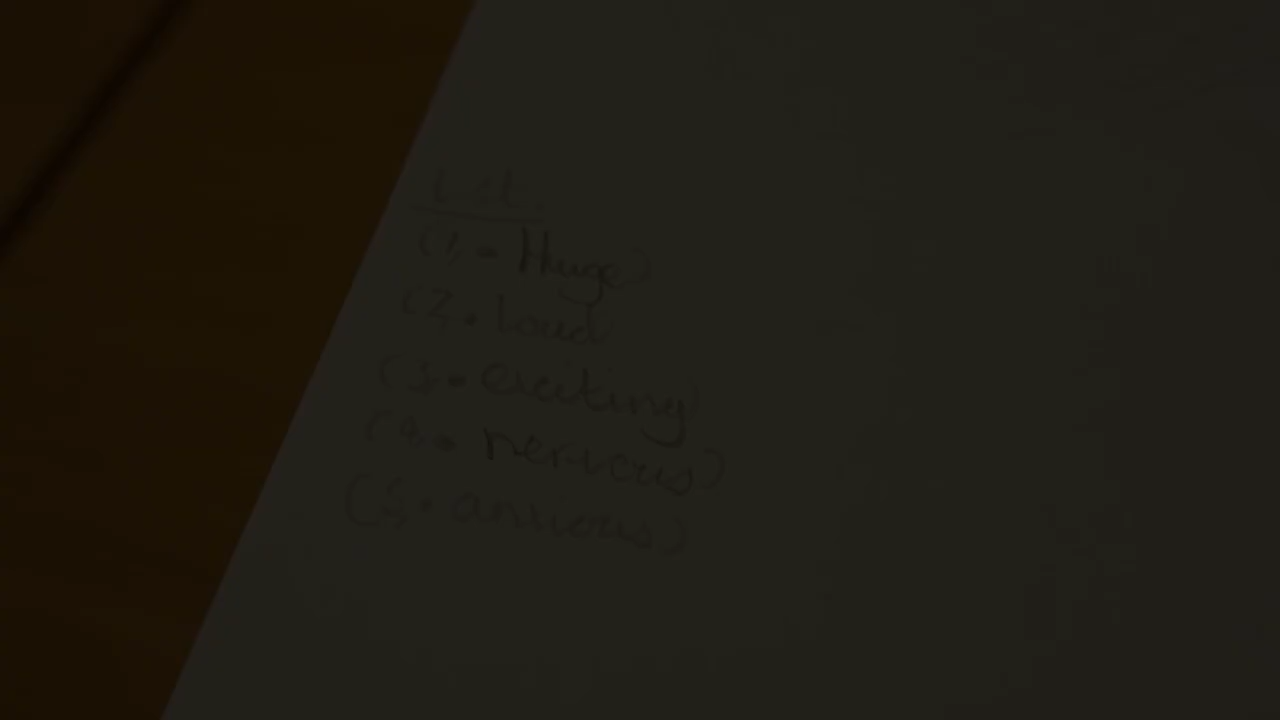 (1. Huge)
(2. Loud
(3. exciting)
(4. nervous)
(5. anxious)